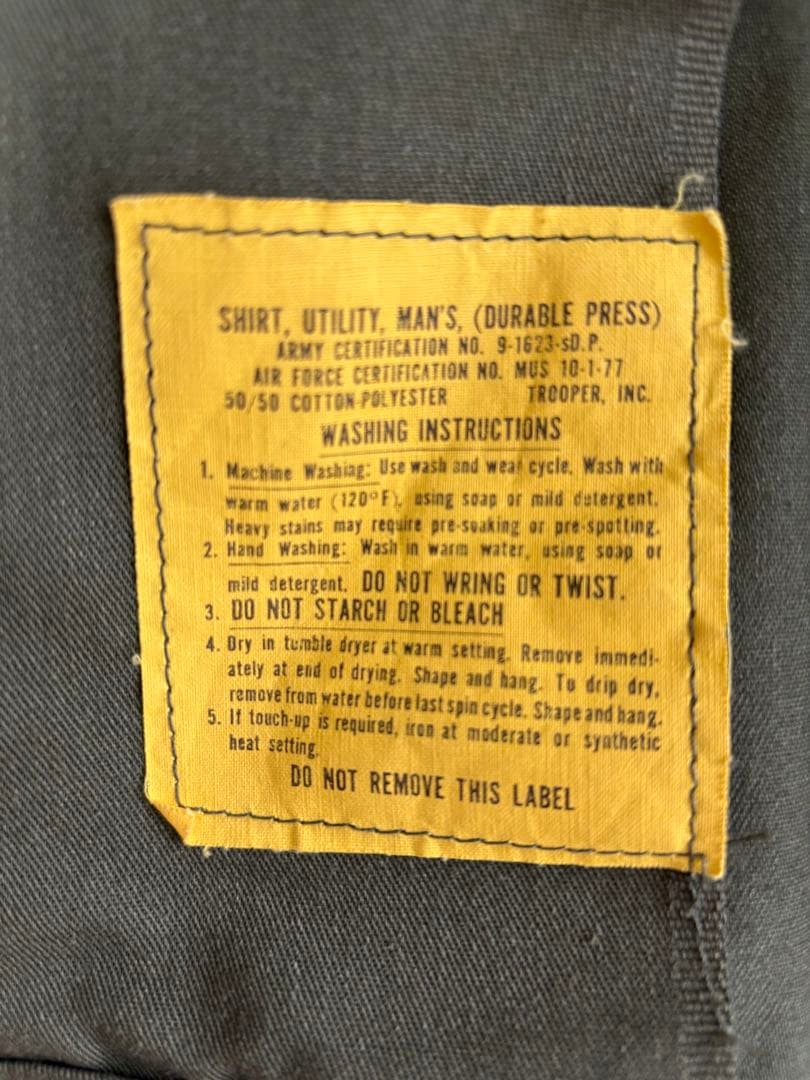 SHIRT, UTILITY, MAN'S, (DURABLE PRESS)
ARMY CERTIFICATION NO. 9-1623-sD.P.
AIR FORCE CERTIFICATION NO. MUS 10-1-77
50/50 COTTON-POLYESTER TROOPER, INC.
WASHING INSTRUCTIONS
1. Machine Washing: Use wash and wear cycle. Wash with
warm water (120°F), using soap or mild detergent.
Heavy stains may require pre-soaking or pre-spotting.
2. Hand Washing: Wash in warm water, using soap or
mild detergent. DO NOT WRING OR TWIST.
3. DO NOT STARCH OR BLEACH
4. Dry in tumble dryer at warm setting. Remove immedi-
ately at end of drying. Shape and hang. To drip dry,
remove from water before last spin cycle. Shape and hang.
5. If touch-up is required, iron at moderate or synthetic
heat setting.
DO NOT REMOVE THIS LABEL